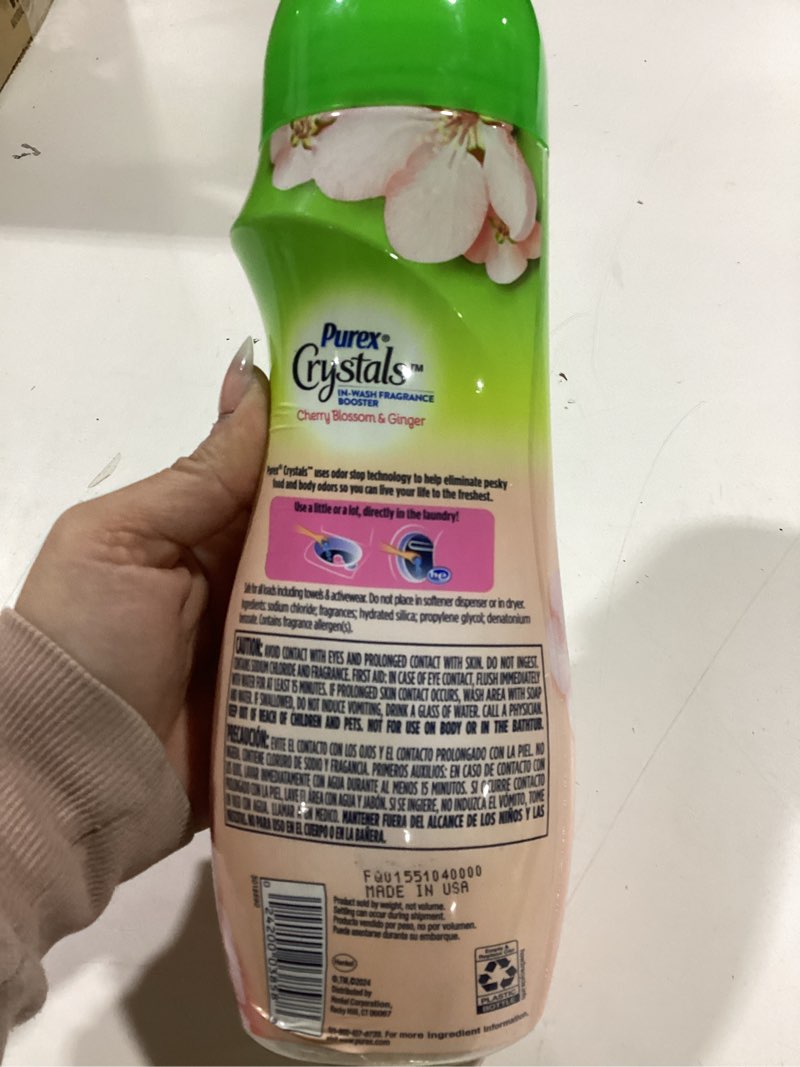 Purex®
Crystals™
IN-WASH FRAGRANCE
BOOSTER
Cherry Blossom & Ginger
Purex® Crystals™ uses odor stop technology to help eliminate pesky
food and body odors so you can live your life to the freshest.
Use a little or a lot, directly in the laundry!
he
Safe for all loads including towels & activewear. Do not place in softener dispenser or in dryer.
Ingredients: sodium chloride; fragrances; hydrated silica; propylene glycol; denatonium
benzoate. Contains fragrance allergen(s).
CAUTION: AVOID CONTACT WITH EYES AND PROLONGED CONTACT WITH SKIN. DO NOT INGEST.
CONTAINS SODIUM CHLORIDE AND FRAGRANCE. FIRST AID: IN CASE OF EYE CONTACT, FLUSH IMMEDIATELY
WITH WATER FOR AT LEAST 15 MINUTES. IF PROLONGED SKIN CONTACT OCCURS, WASH AREA WITH SOAP
AND WATER. IF SWALLOWED, DO NOT INDUCE VOMITING, DRINK A GLASS OF WATER. CALL A PHYSICIAN.
KEEP OUT OF REACH OF CHILDREN AND PETS. NOT FOR USE ON BODY OR IN THE BATHTUB.
PRECAUCIÓN: EVITE EL CONTACTO CON LOS OJOS Y EL CONTACTO PROLONGADO CON LA PIEL. NO
INGERIR. CONTIENE CLORURO DE SODIO Y FRAGANCIA. PRIMEROS AUXILIOS: EN CASO DE CONTACTO CON
LOS OJOS, LAVAR INMEDIATAMENTE CON AGUA DURANTE AL MENOS 15 MINUTOS. SI OCURRE CONTACTO
PROLONGADO CON LA PIEL, LAVE EL ÁREA CON AGUA Y JABÓN. SI SE INGIERE, NO INDUZCA EL VÓMITO, TOME
UN VASO CON AGUA. LLAMAR A UN MÉDICO. MANTENER FUERA DEL ALCANCE DE LOS NIÑOS Y LAS
MASCOTAS. NO PARA USO EN EL CUERPO O EN LA BAÑERA.
FQ01551040000
MADE IN USA
Product sold by weight, not volume.
Settling can occur during shipment.
Producto vendido por peso, no por volumen.
Puede asentarse durante su embarque.
Henkel
©,TM,©2024
Distributed by
Henkel Corporation,
Rocky Hill, CT 06067
For more ingredient information,
visit www.purex.com
Empty &
Replace Cap
PLASTIC
BOTTLE